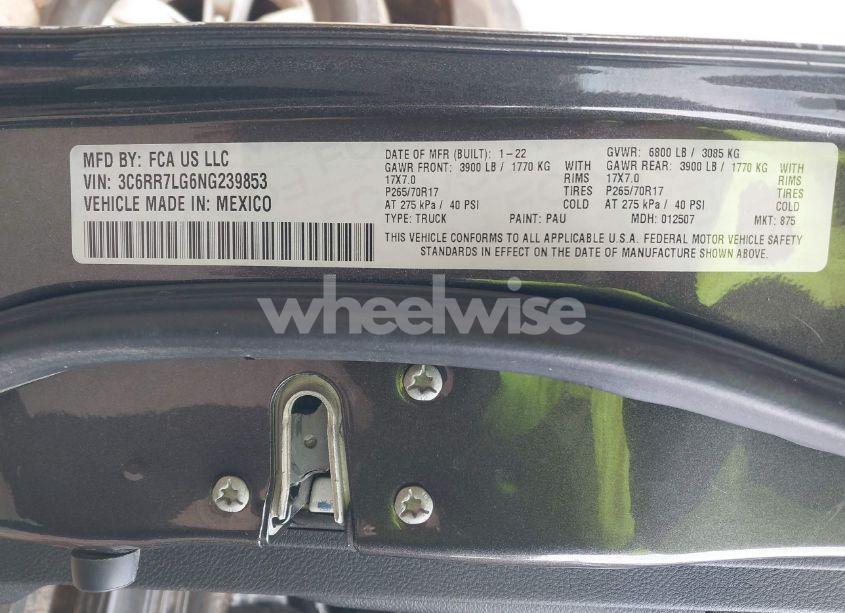 MFD BY: FCA US LLC
VIN: 3C6RR7LG6NG239853
VEHICLE MADE IN: MEXICO
DATE OF MFR (BUILT): 1-22 GVWR: 6800 LB / 3085 KG
GAWR FRONT: 3900 LB / 1770 KG WITH GAWR REAR: 3900 LB / 1770 KG WITH
17X7.0 RIMS 17X7.0 RIMS
P265/70R17 TIRES P265/70R17 TIRES
AT 275 kPa / 40 PSI COLD AT 275 kPa / 40 PSI COLD
TYPE: TRUCK PAINT: PAU MDH: 012507 MKT: 875
THIS VEHICLE CONFORMS TO ALL APPLICABLE U.S.A. FEDERAL MOTOR VEHICLE SAFETY
STANDARDS IN EFFECT ON THE DATE OF MANUFACTURE SHOWN ABOVE.
wheelwise